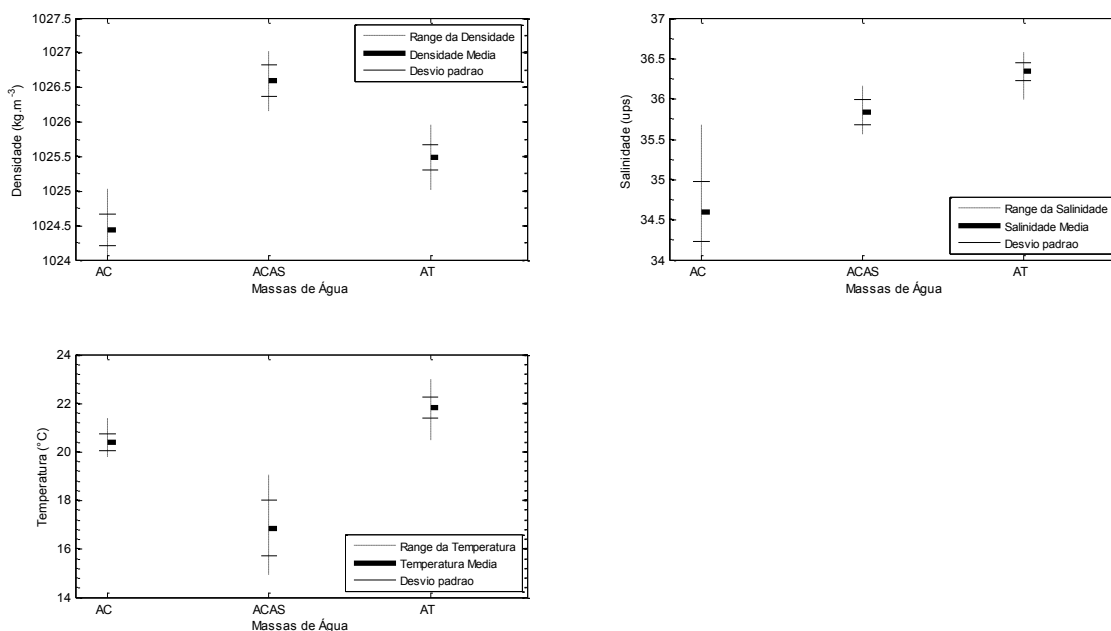 1027.5
1027
1026.5
1026
1025.5
1025
1024.5
1024
Densidade (kg.m⁻³)
Range da Densidade
Densidade Media
Desvio padrao
AC ACAS AT
Massas de Água
37
36.5
36
35.5
35
34.5
34
Salinidade (ups)
Range da Salinidade
Salinidade Media
Desvio padrao
AC ACAS AT
Massas de Água
24
22
20
18
16
14
Temperatura (°C)
Range da Temperatura
Temperatura Media
Desvio padrao
AC ACAS AT
Massas de Água